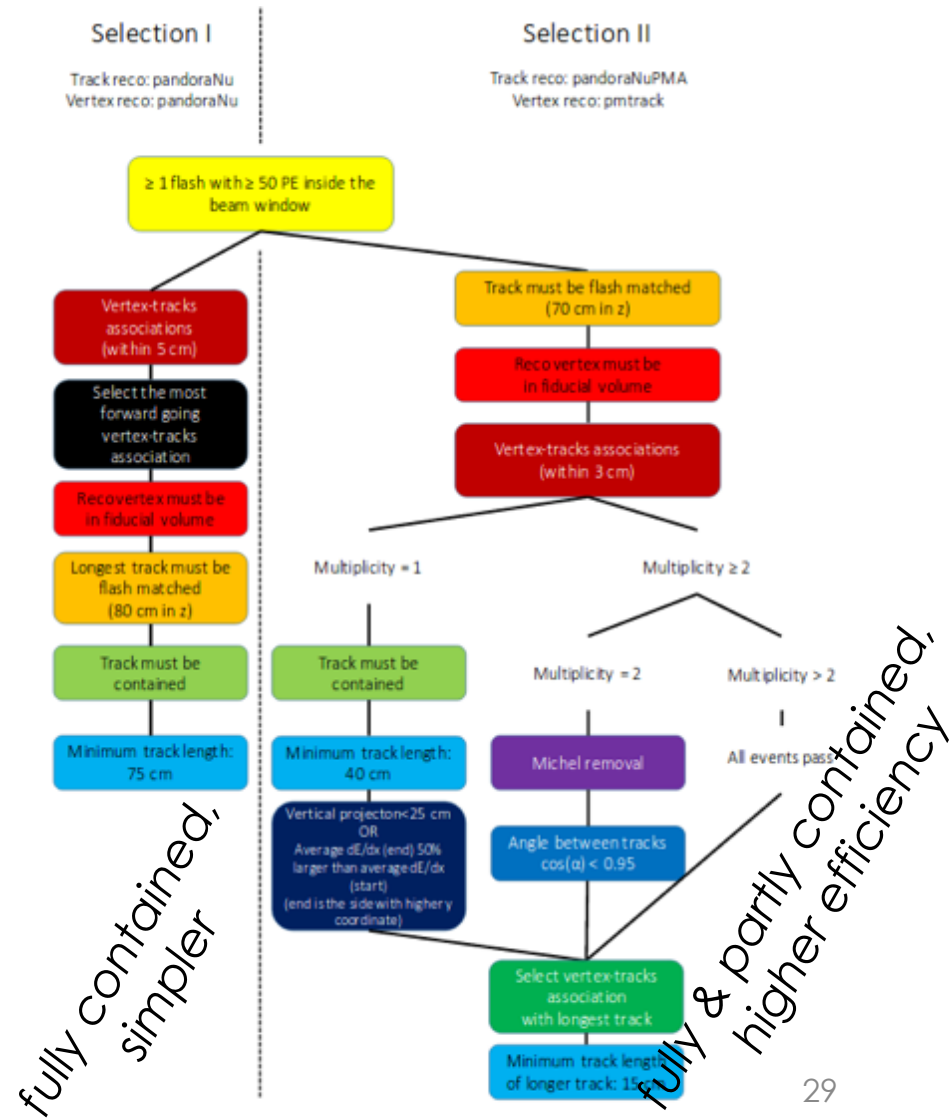 Selection I
Track reco: pandoraNu
Vertex reco: pandoraNu
Selection II
Track reco: pandoraNuPMA
Vertex reco: pmtrack
≥ 1 flash with ≥ 50 PE inside the
beam window
Vertex-tracks
associations
(within 5 cm)
Select the most
forward going
vertex-tracks
association
Reco vertex must be
in fiducial volume
Longest track must be
flash matched
(80 cm in z)
Track must be
contained
Minimum track length:
75 cm
fully contained,
simpler
Track must be flash matched
(70 cm in z)
Reco vertex must be
in fiducial volume
Vertex-tracks associations
(within 3 cm)
Multiplicity = 1
Track must be
contained
Minimum track length:
40 cm
Vertical projecton<25 cm
OR
Average dE/dx (end) 50%
larger than average dE/dx
(start)
(end is the side with higher y
coordinate)
Multiplicity ≥ 2
Multiplicity = 2
Michel removal
Angle between tracks
cos(α) < 0.95
Multiplicity > 2
All events pass
Select vertex-tracks
association
with longest track
Minimum track length
of longer track: 15 cm
fully & partly contained,
higher efficiency
29